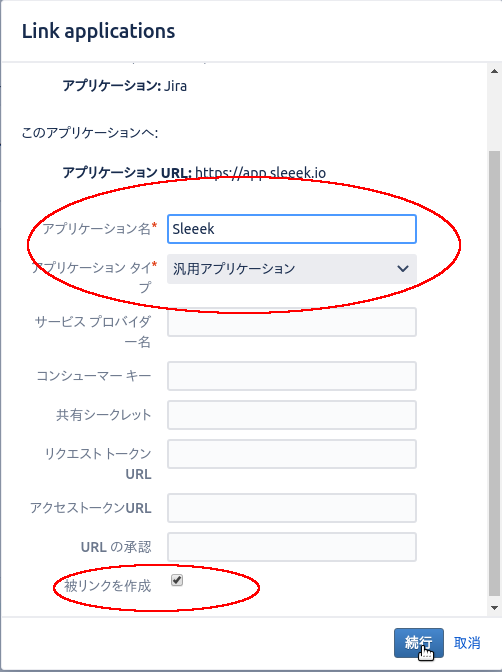 Link applications
アプリケーション: Jira
このアプリケーションへ:
アプリケーション URL: https://app.sleeek.io
アプリケーション名* Sleeek
アプリケーション タイ*
プ
汎用アプリケーション
サービス プロバイダ
ー名
コンシューマー キー
共有シークレット
リクエスト トークン
URL
アクセストークンURL
URL の承認
被リンクを作成
続行 取消